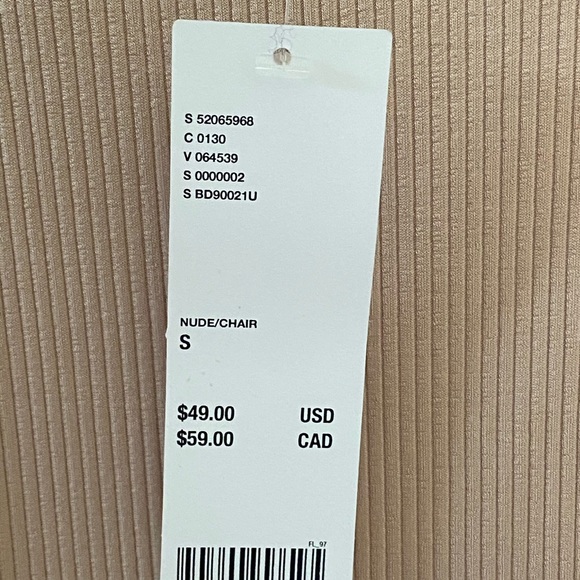 S 52065968
C 0130
V 064539
S 0000002
S BD90021U
NUDE/CHAIR
S
$49.00 USD
$59.00 CAD
FL_97